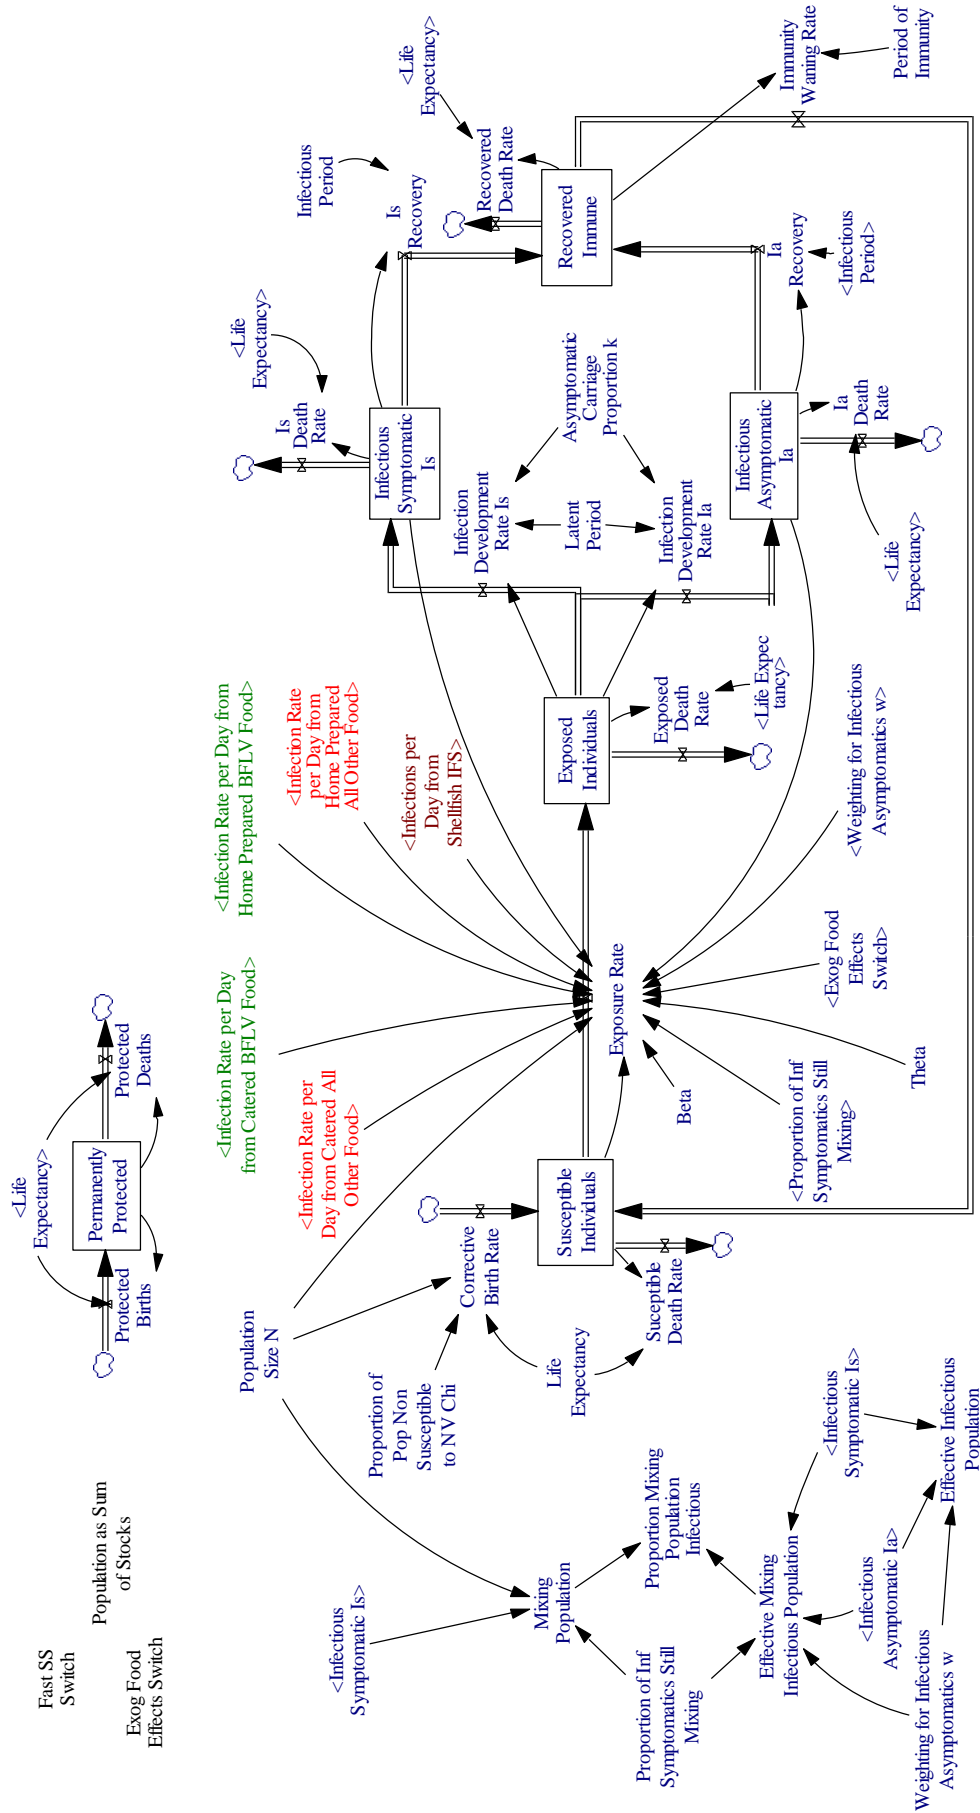 Fast SS
Switch
Population as Sum
of Stocks
Exog Food
Effects Switch
<Life
Expectancy>
Protected
Births
Permanently
Protected
Protected
Deaths
Population
Size N
<Infection Rate per Day
from Catered BFLV Food>
<Infection Rate per Day from
Home Prepared BFLV Food>
<Infection Rate per
Day from Catered All
Other Food>
<Infection Rate
per Day from
Home Prepared
All Other Food>
<Infections per
Day from
Shellfish IFS>
<Life
Expectancy>
Is
Death
Rate
Infectious
Symptomatic
Is
Infectious
Period
Is
Recovery
<Life
Expectancy>
Recovered
Death Rate
<Infectious
Symptomatic Is>
Proportion of
Pop Non
Susceptible
to NV Chi
Corrective
Birth Rate
Life
Expectancy
Susceptible
Individuals
Suceptible
Death Rate
Exposure Rate
Exposed
Individuals
Exposed
Death
Rate
<Life Expec
tancy>
Infection
Development
Rate Is
Latent
Period
Infection
Development
Rate Ia
Asymptomatic
Carriage
Proportion k
Recovered
Immune
Immunity
Waning Rate
Period of
Immunity
Mixing
Population
Proportion Mixing
Population
Infectious
Proportion of Inf
Symptomatics Still
Mixing
Effective Mixing
Infectious Population
<Infectious
Symptomatic Is>
<Infectious
Asymptomatic Ia>
Weighting for Infectious
Asymptomatics w
Effective Infectious
Population
Beta
<Proportion of Inf
Symptomatics Still
Mixing>
Theta
<Exog Food
Effects
Switch>
<Weighting for Infectious
Asymptomatics w>
Infectious
Asymptomatic
Ia
Ia
Death
Rate
<Life
Expectancy>
Ia
Recovery
<Infectious
Period>